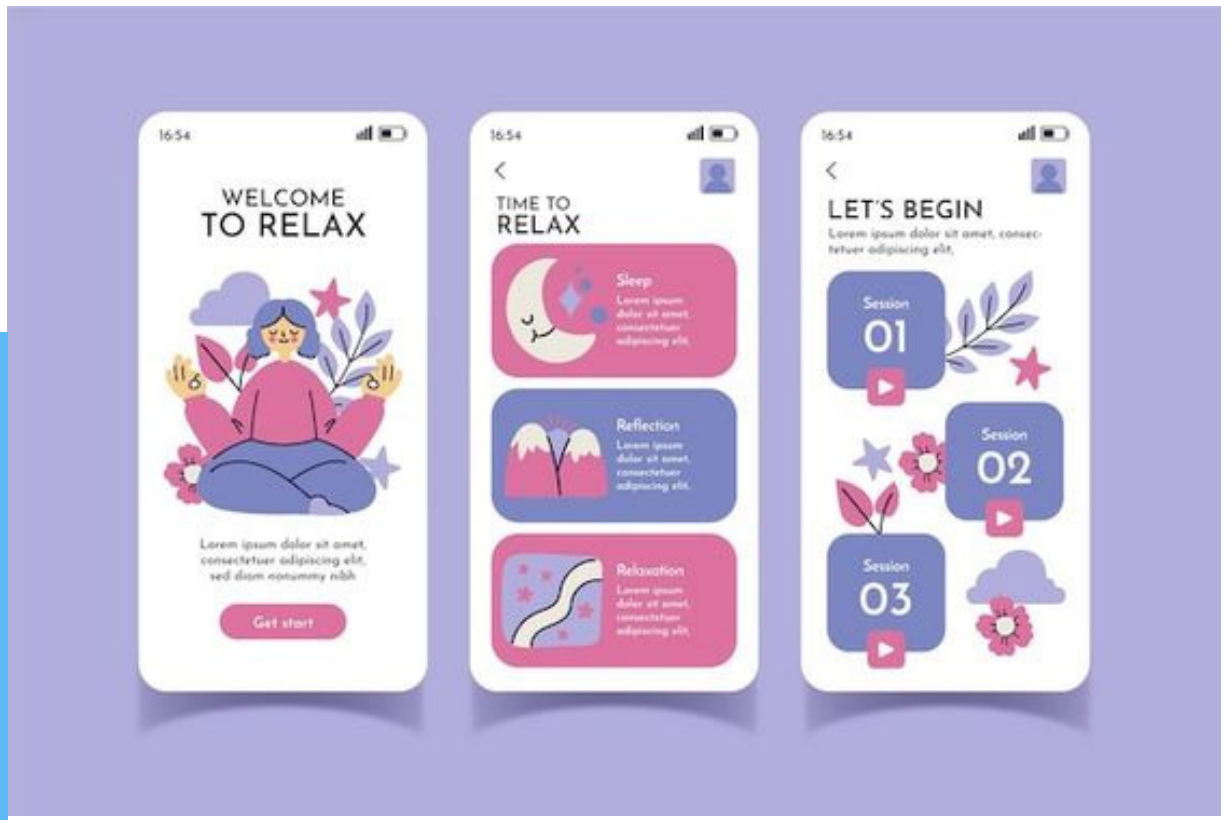 16:54
WELCOME
TO RELAX
Lorem ipsum dolor sit amet,
consectetuer adipiscing elit,
sed diam nonummy nibh
Get start
16:54
TIME TO
RELAX
Sleep
Lorem ipsum
dolor sit amet,
consectetuer
adipiscing elit,
Reflection
Lorem ipsum
dolor sit amet,
consectetuer
adipiscing elit,
Relaxation
Lorem ipsum
dolor sit amet,
consectetuer
adipiscing elit,
16:54
LET'S BEGIN
Lorem ipsum dolor sit amet, consec-
tetuer adipiscing elit,
Session
01
Session
02
Session
03